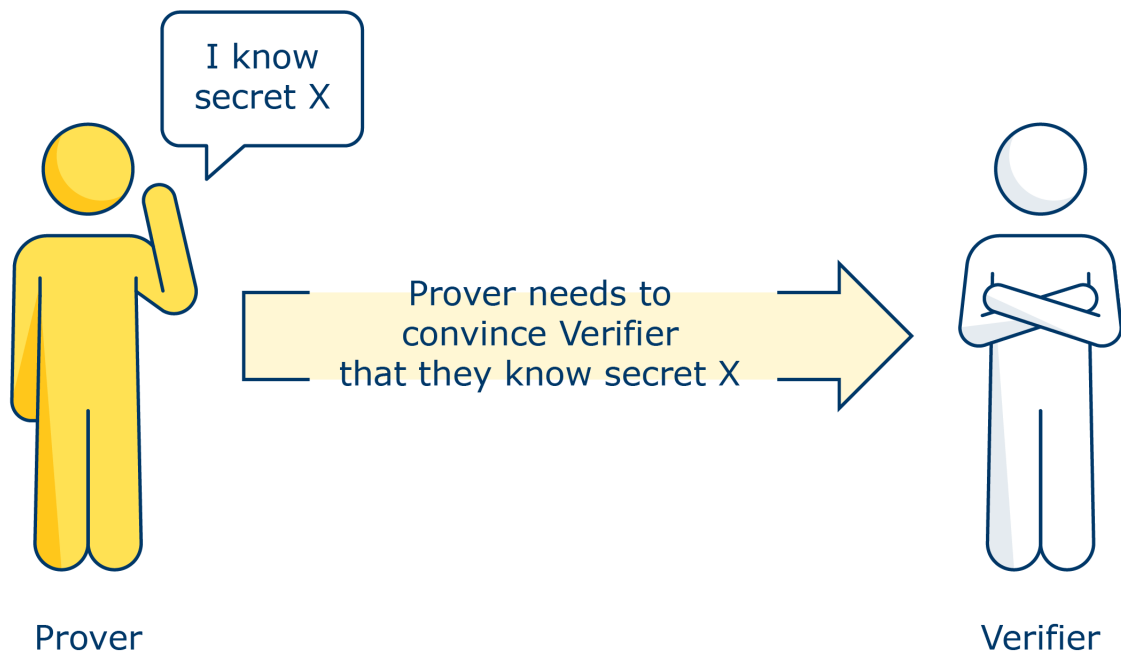 I know
secret X
Prover needs to
convince Verifier
that they know secret X
Prover
Verifier